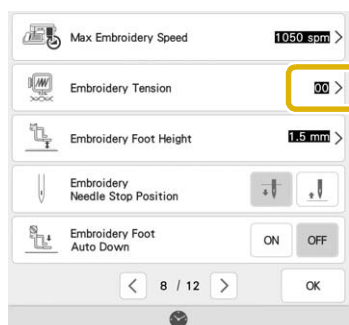 Max Embroidery Speed 1050 spm >
Embroidery Tension 00 >
Embroidery Foot Height 1.5 mm >
Embroidery
Needle Stop Position
Embroidery Foot
Auto Down ON OFF
< 8 / 12 > OK